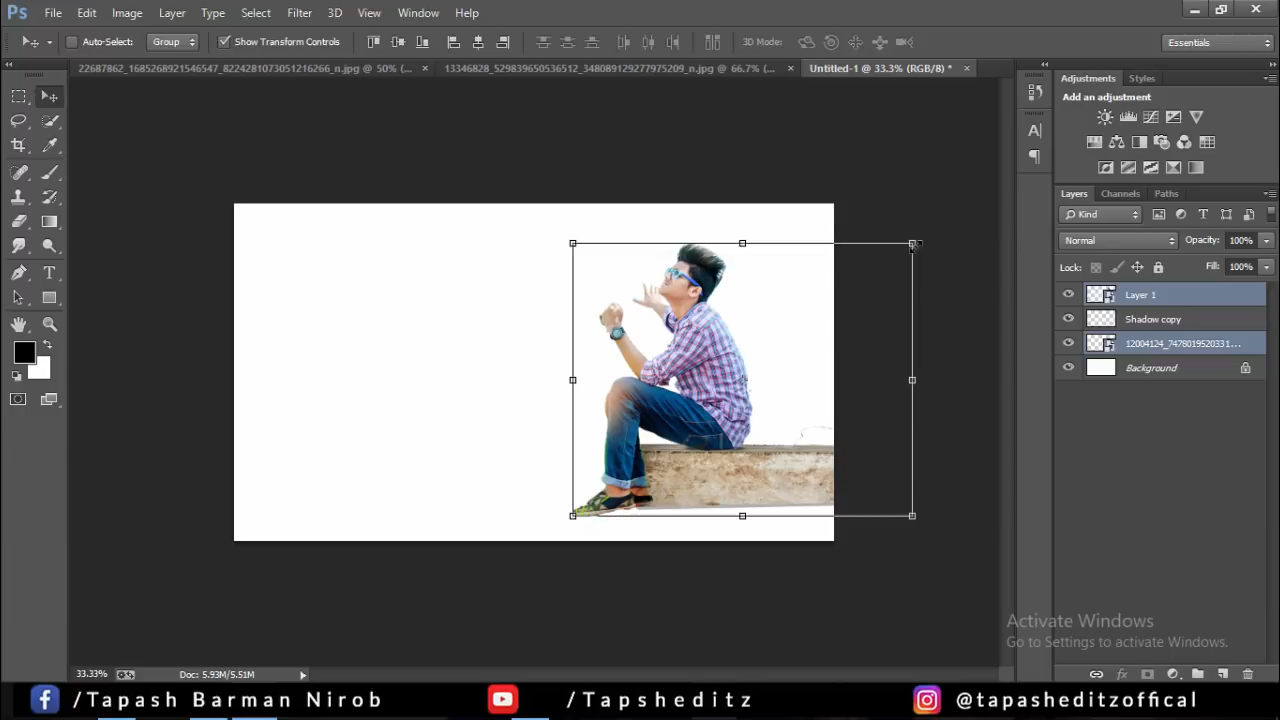 Ps File Edit Image Layer Type Select Filter 3D View Window Help
Auto-Select: Group Show Transform Controls 3D Mode: Essentials
22687862_1685268921546547_8224281073051216266_n.jpg @ 50% (... 13346828_529839650536512_348089129277975209_n.jpg @ 66.7% (... Untitled-1 @ 33.3% (RGB/8) *
Adjustments Styles
Add an adjustment
Layers Channels Paths
Kind
Normal Opacity: 100%
Lock: Fill: 100%
Layer 1
Shadow copy
12004124_7478019520331...
Background
Activate Windows
Go to Settings to activate Windows.
33.33% Doc: 5.93M/5.51M
/Tapash Barman Nirob /Tapsheditz @tapasheditzoffical